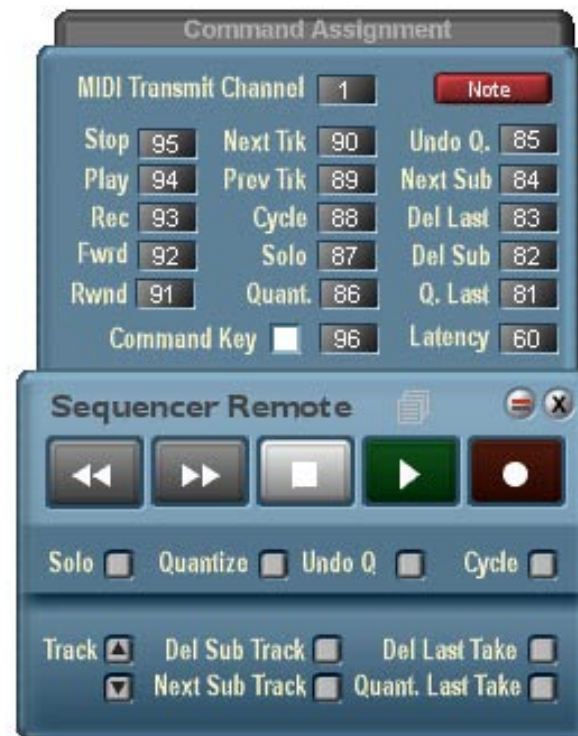 Command Assignment
MIDI Transmit Channel 1 Note
Stop 95 Next Trk 90 Undo Q. 85
Play 94 Prev Trk 89 Next Sub 84
Rec 93 Cycle 88 Del Last 83
Fwrd 92 Solo 87 Del Sub 82
Rwnd 91 Quant. 86 Q. Last 81
Command Key 96 Latency 60
Sequencer Remote
Solo Quantize Undo Q Cycle
Track Del Sub Track Del Last Take
Next Sub Track Quant. Last Take